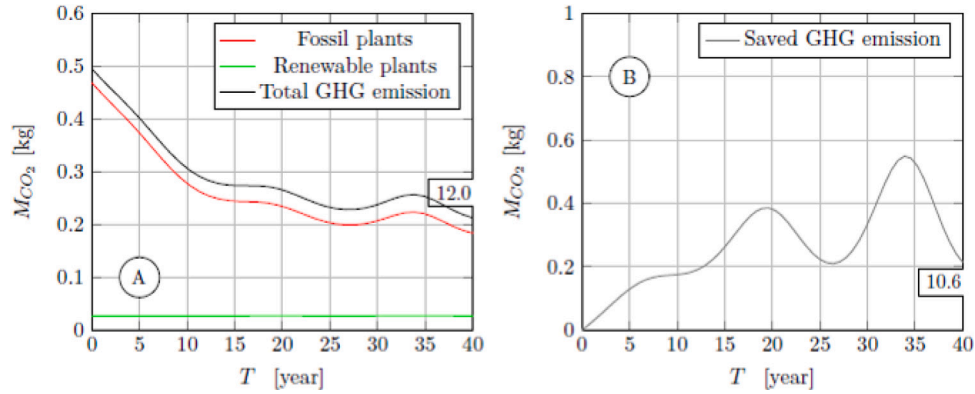 0.6
0.5
0.4
0.3
0.2
0.1
0
M_{CO_2} [kg]
Fossil plants
Renewable plants
Total GHG emission
12.0
A
0 5 10 15 20 25 30 35 40
T [year]
1
0.8
0.6
0.4
0.2
0
M_{CO_2} [kg]
Saved GHG emission
B
10.6
0 5 10 15 20 25 30 35 40
T [year]